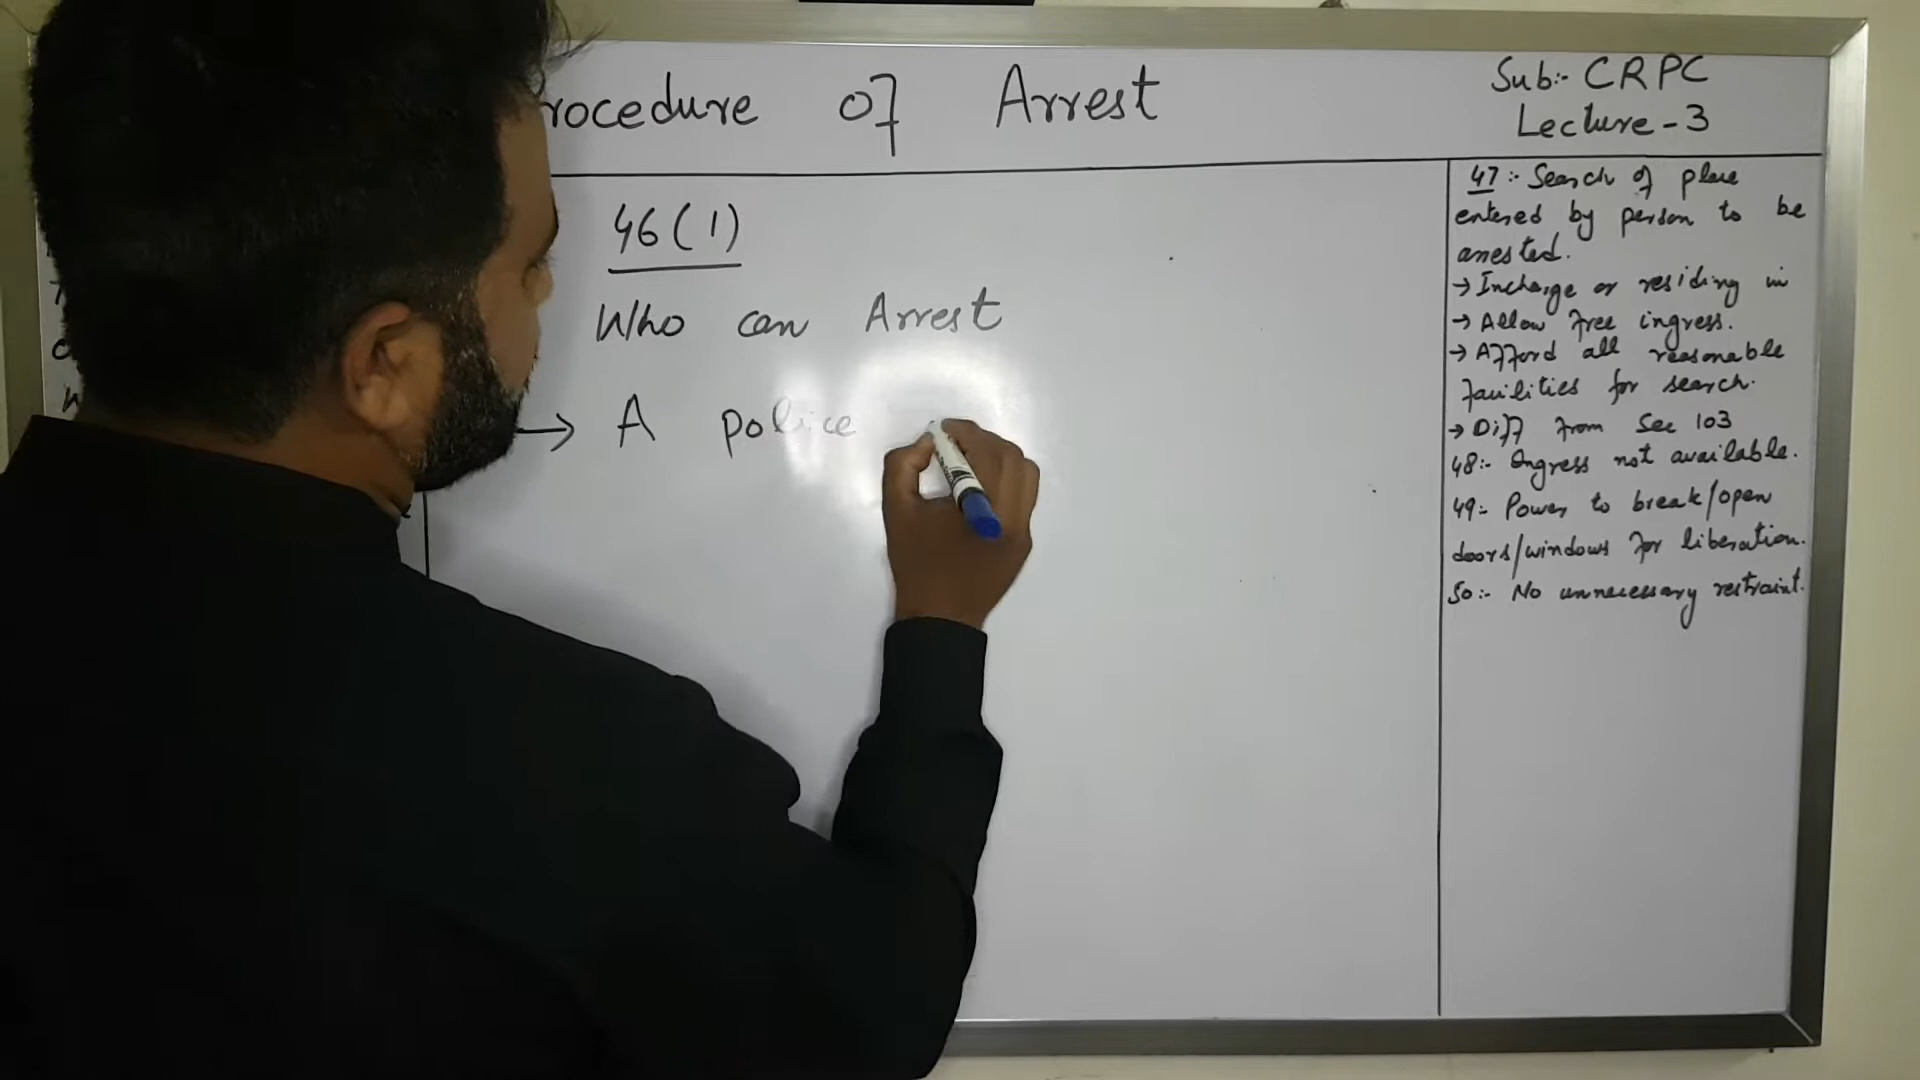 rocedure of Arrest
Sub:- CRPC
Lecture-3
46(1)
Who can Arrest
→ A police
47:- Search of place
entered by person to be
arrested.
→ Incharge or residing in
→ Allow free ingress.
→ Afford all reasonable
facilities for search.
→ Diff from Sec 103
48:- Ingress not available.
49:- Power to break/open
doors/windows for liberation.
50:- No unnecessary restraint.